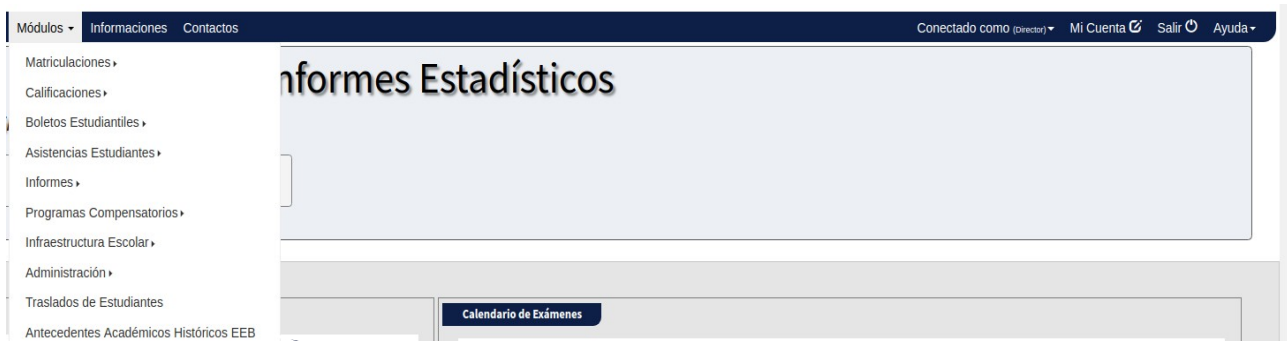 Módulos Informaciones Contactos Conectado como (Director) Mi Cuenta Salir Ayuda
Matriculaciones
Calificaciones
Boletos Estudiantiles
Asistencias Estudiantes
Informes
Programas Compensatorios
Infraestructura Escolar
Administración
Traslados de Estudiantes
Antecedentes Académicos Históricos EEB
nformes Estadísticos
Calendario de Exámenes